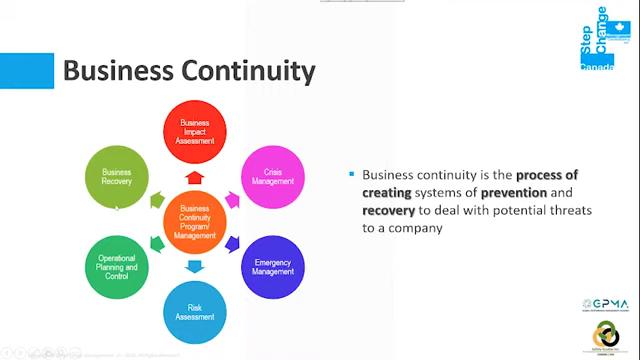 Business Continuity
Step
Change
Canada
Business
Impact
Assessment
Crisis
Management
Emergency
Management
Risk
Assessment
Operational
Planning and
Control
Business
Recovery
Business
Continuity
Program/
Management
Business continuity is the process of
creating systems of prevention and
recovery to deal with potential threats
to a company
GPMA